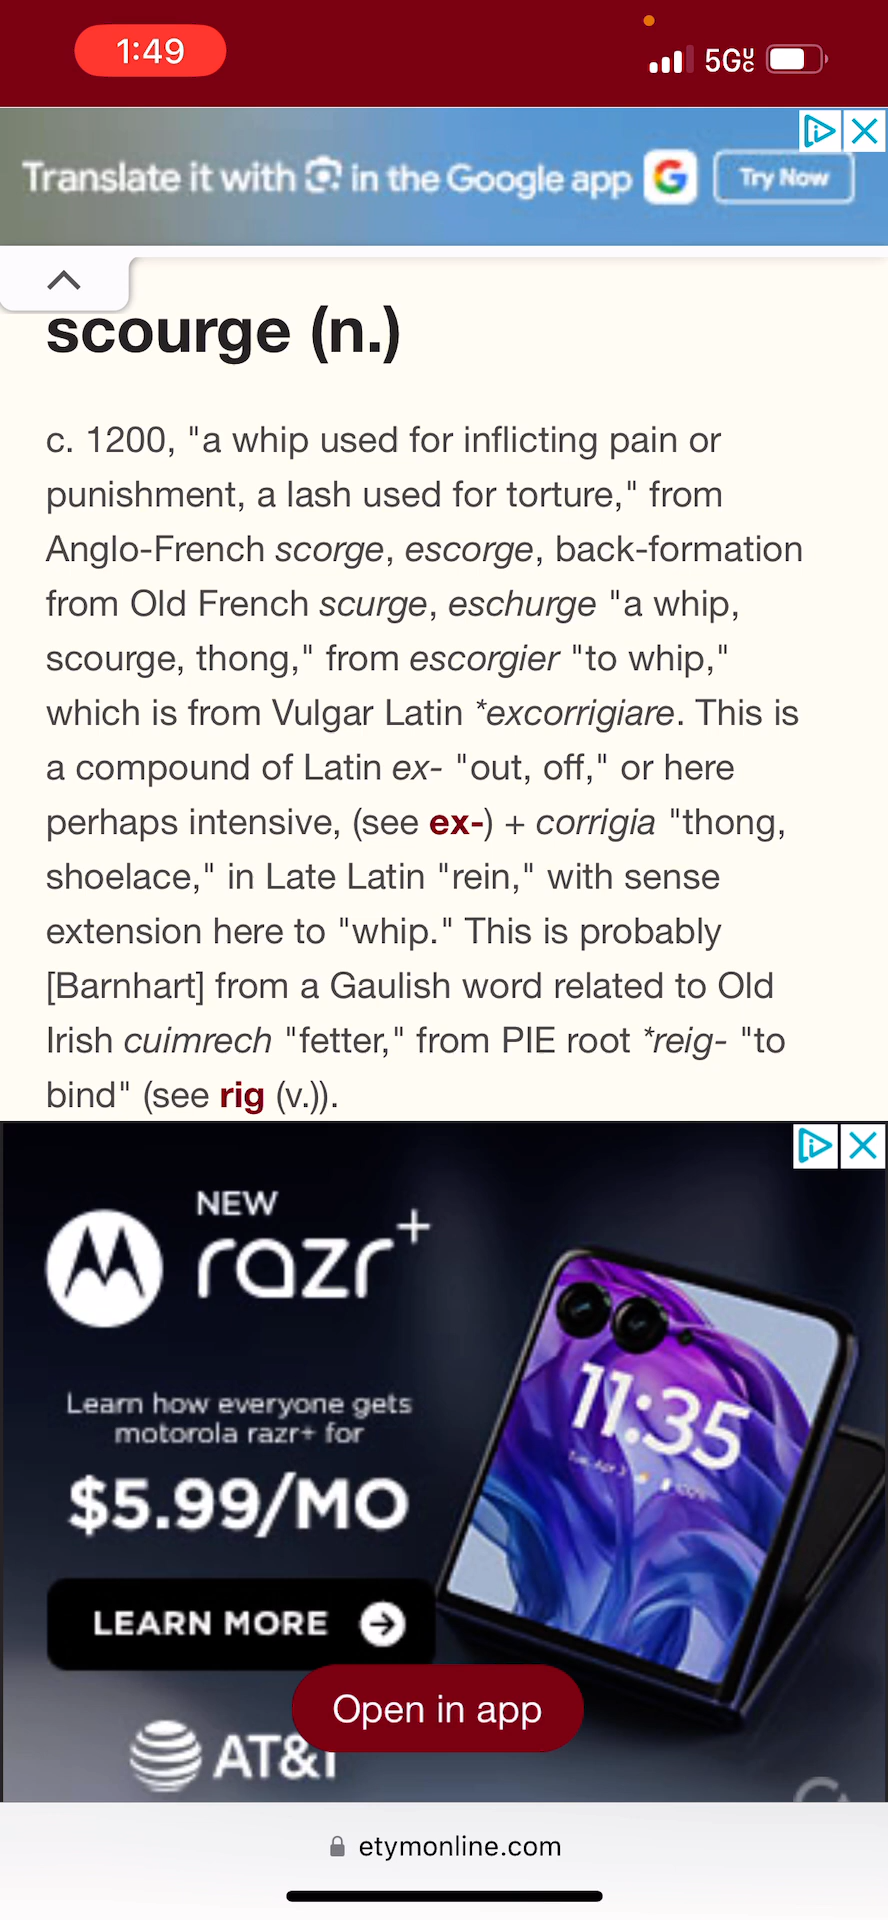 1:49
5G UC
Translate it with in the Google app G Try Now
scourge (n.)
c. 1200, "a whip used for inflicting pain or
punishment, a lash used for torture," from
Anglo-French scorge, escorge, back-formation
from Old French scurge, eschurge "a whip,
scourge, thong," from escorgier "to whip,"
which is from Vulgar Latin *excorrigiare. This is
a compound of Latin ex- "out, off," or here
perhaps intensive, (see ex-) + corrigia "thong,
shoelace," in Late Latin "rein," with sense
extension here to "whip." This is probably
[Barnhart] from a Gaulish word related to Old
Irish cuimrech "fetter," from PIE root *reig- "to
bind" (see rig (v.)).
NEW
razr+
Learn how everyone gets
motorola razr+ for
$5.99/MO
LEARN MORE
11:35
Open in app
AT&T
etymonline.com